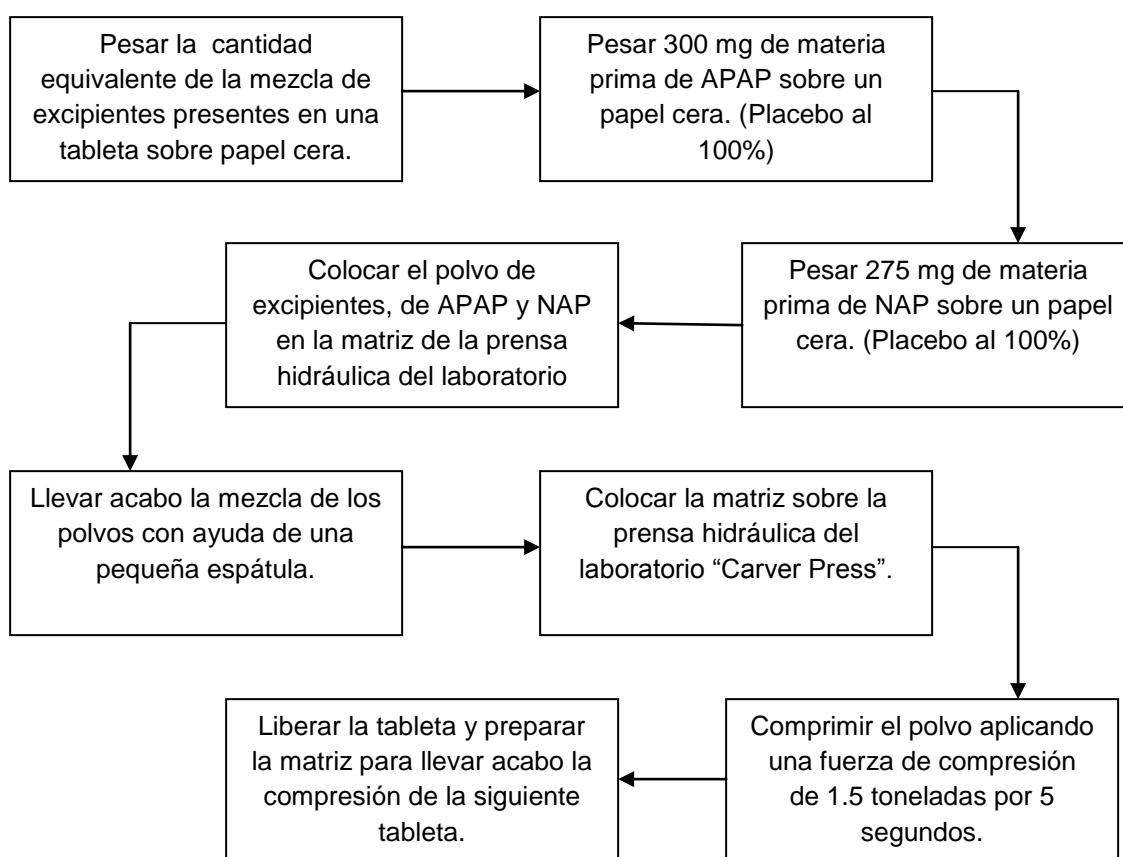 Pesar la cantidad
equivalente de la mezcla de
excipientes presentes en una
tableta sobre papel cera.
Pesar 300 mg de materia
prima de APAP sobre un
papel cera. (Placebo al
100%)
Pesar 275 mg de materia
prima de NAP sobre un papel
cera. (Placebo al 100%)
Colocar el polvo de
excipientes, de APAP y NAP
en la matriz de la prensa
hidráulica del laboratorio
Llevar acabo la mezcla de los
polvos con ayuda de una
pequeña espátula.
Colocar la matriz sobre la
prensa hidráulica del
laboratorio “Carver Press”.
Comprimir el polvo aplicando
una fuerza de compresión
de 1.5 toneladas por 5
segundos.
Liberar la tableta y preparar
la matriz para llevar acabo la
compresión de la siguiente
tableta.